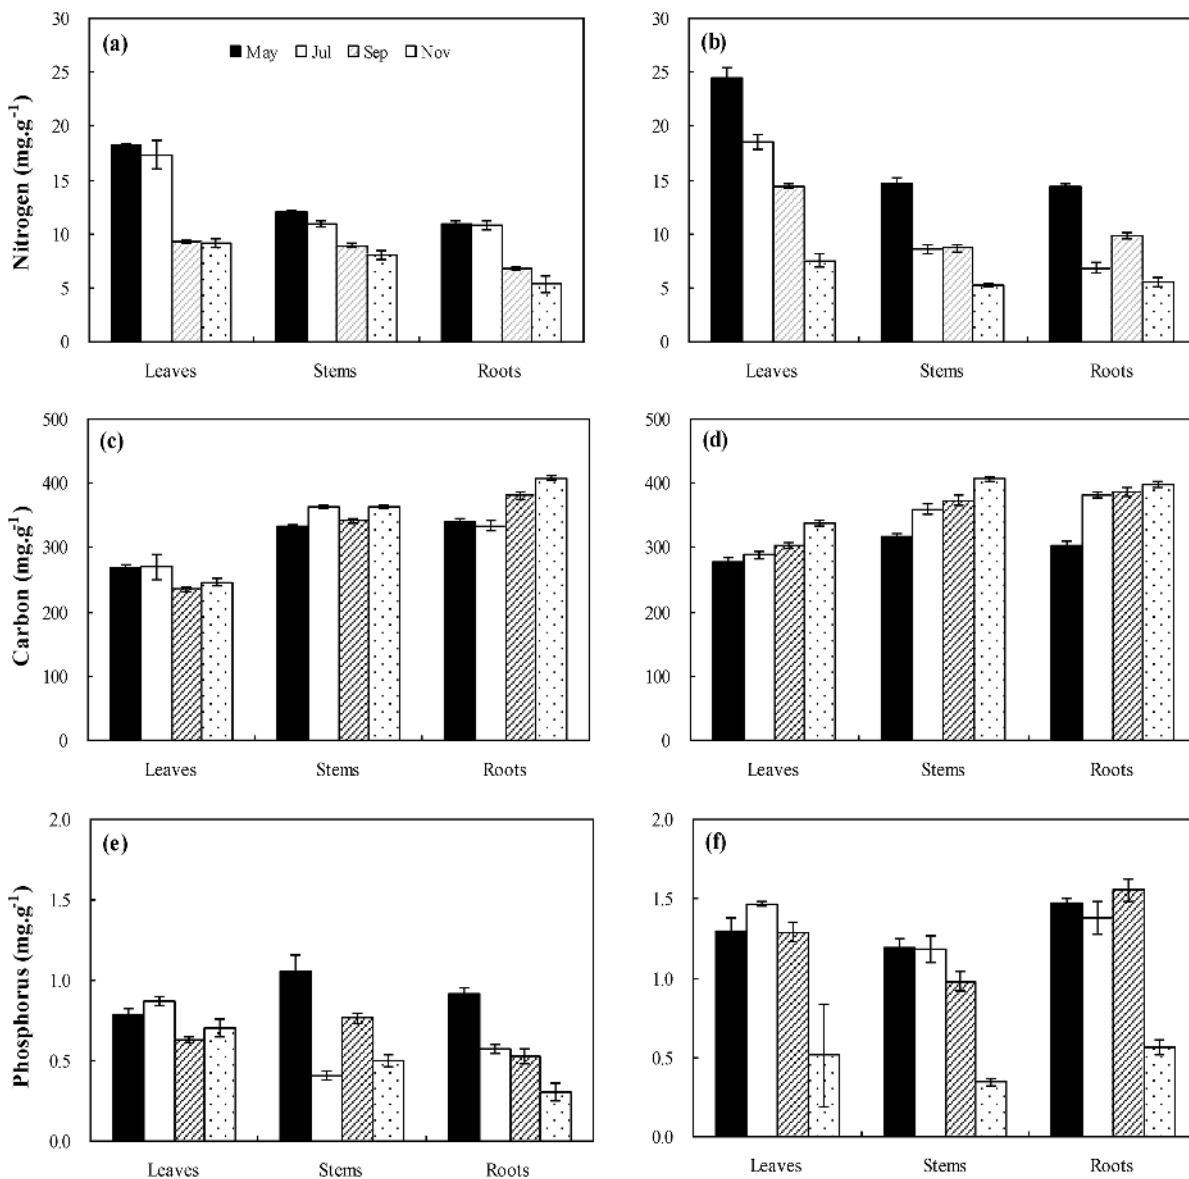 (a)
May Jul Sep Nov
Nitrogen (mg.g-1)
30
25
20
15
10
5
0
Leaves Stems Roots
(b)
30
25
20
15
10
5
0
Leaves Stems Roots
(c)
Carbon (mg.g-1)
500
400
300
200
100
0
Leaves Stems Roots
(d)
500
400
300
200
100
0
Leaves Stems Roots
(e)
Phosphorus (mg.g-1)
2.0
1.5
1.0
0.5
0.0
Leaves Stems Roots
(f)
2.0
1.5
1.0
0.5
0.0
Leaves Stems Roots